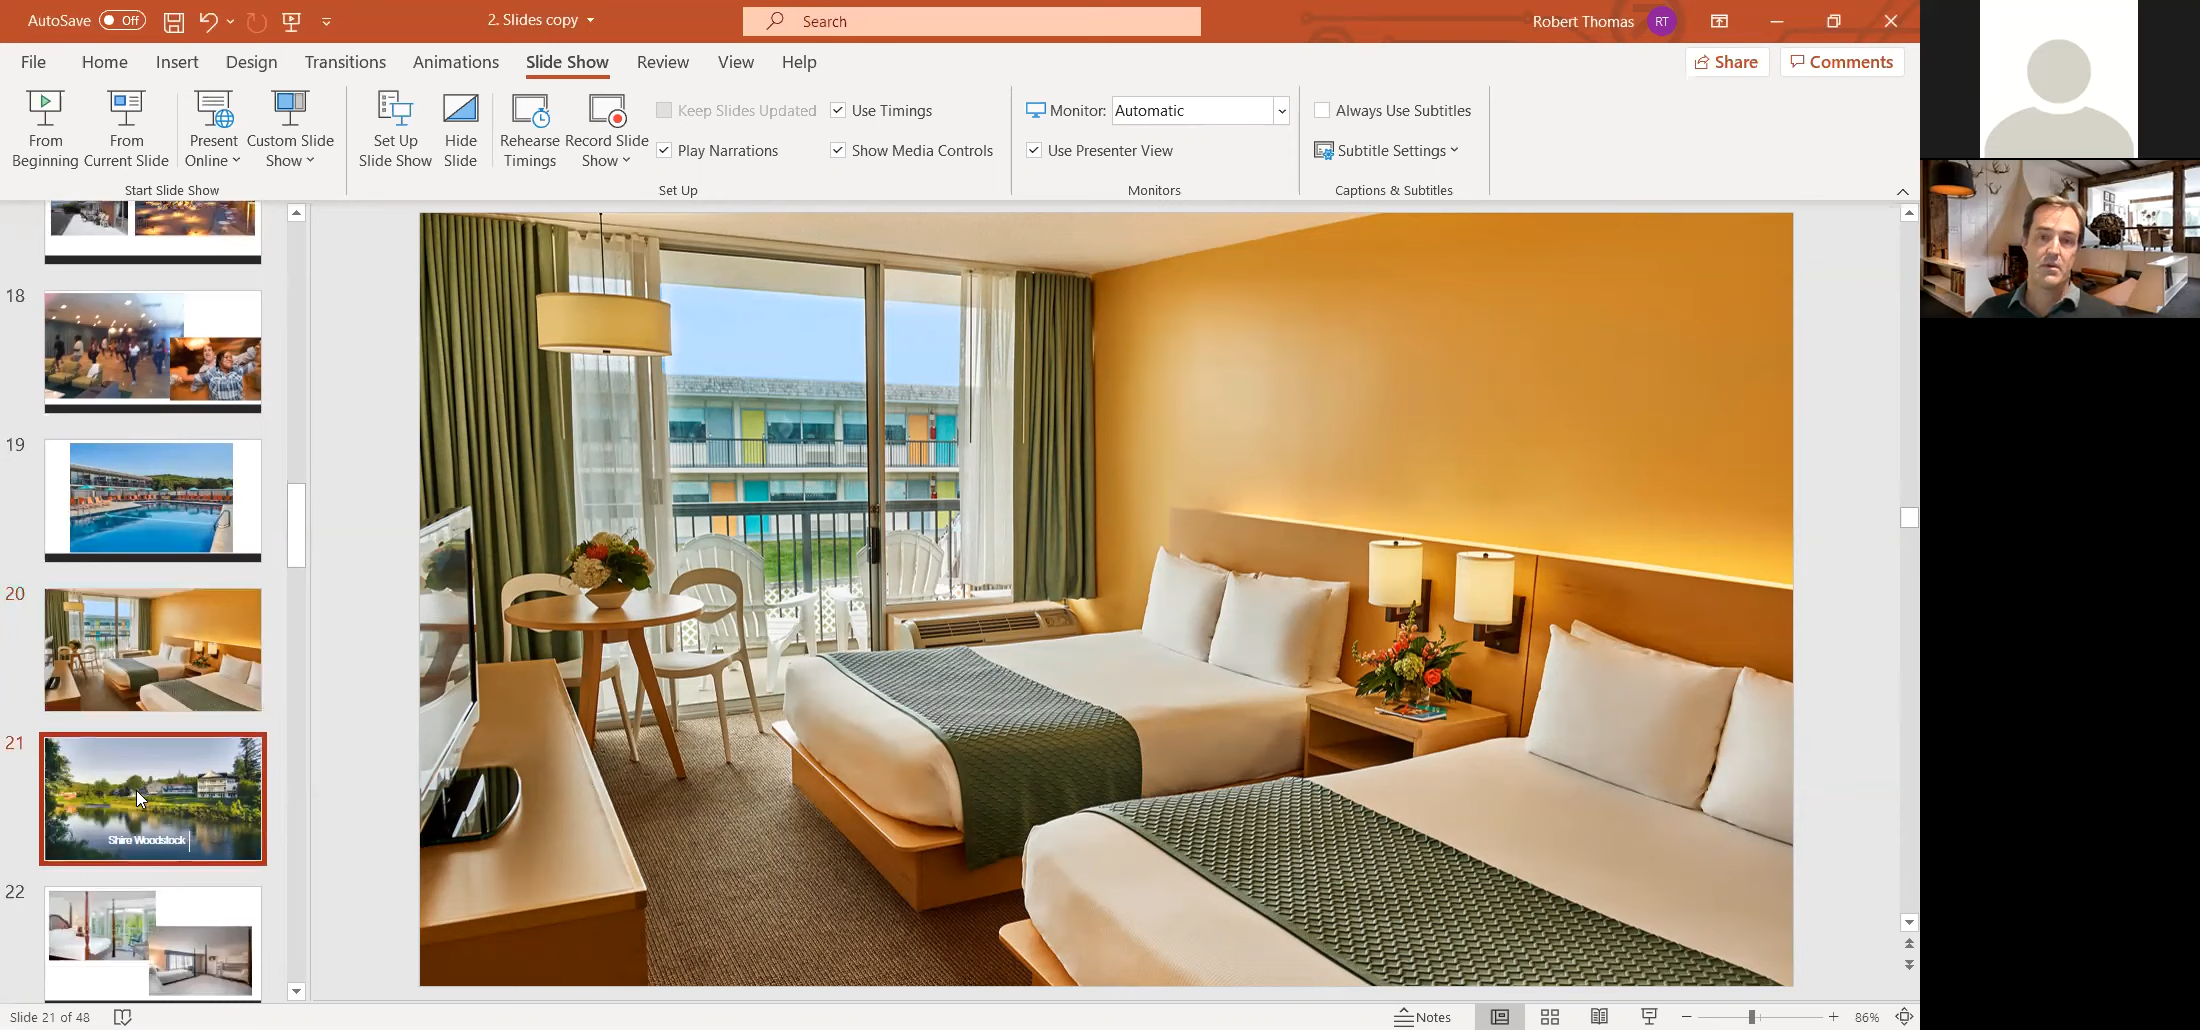 AutoSave Off
2. Slides copy
Search
Robert Thomas RT
File Home Insert Design Transitions Animations Slide Show Review View Help
Share Comments
From Beginning
From Current Slide
Present Online
Custom Slide Show
Start Slide Show
Set Up Slide Show
Hide Slide
Rehearse Timings
Record Slide Show
Keep Slides Updated
Play Narrations
Use Timings
Show Media Controls
Set Up
Monitor: Automatic
Use Presenter View
Monitors
Always Use Subtitles
Subtitle Settings
Captions & Subtitles
18
19
20
21
Shire Woodstock
22
Slide 21 of 48
Notes
86%